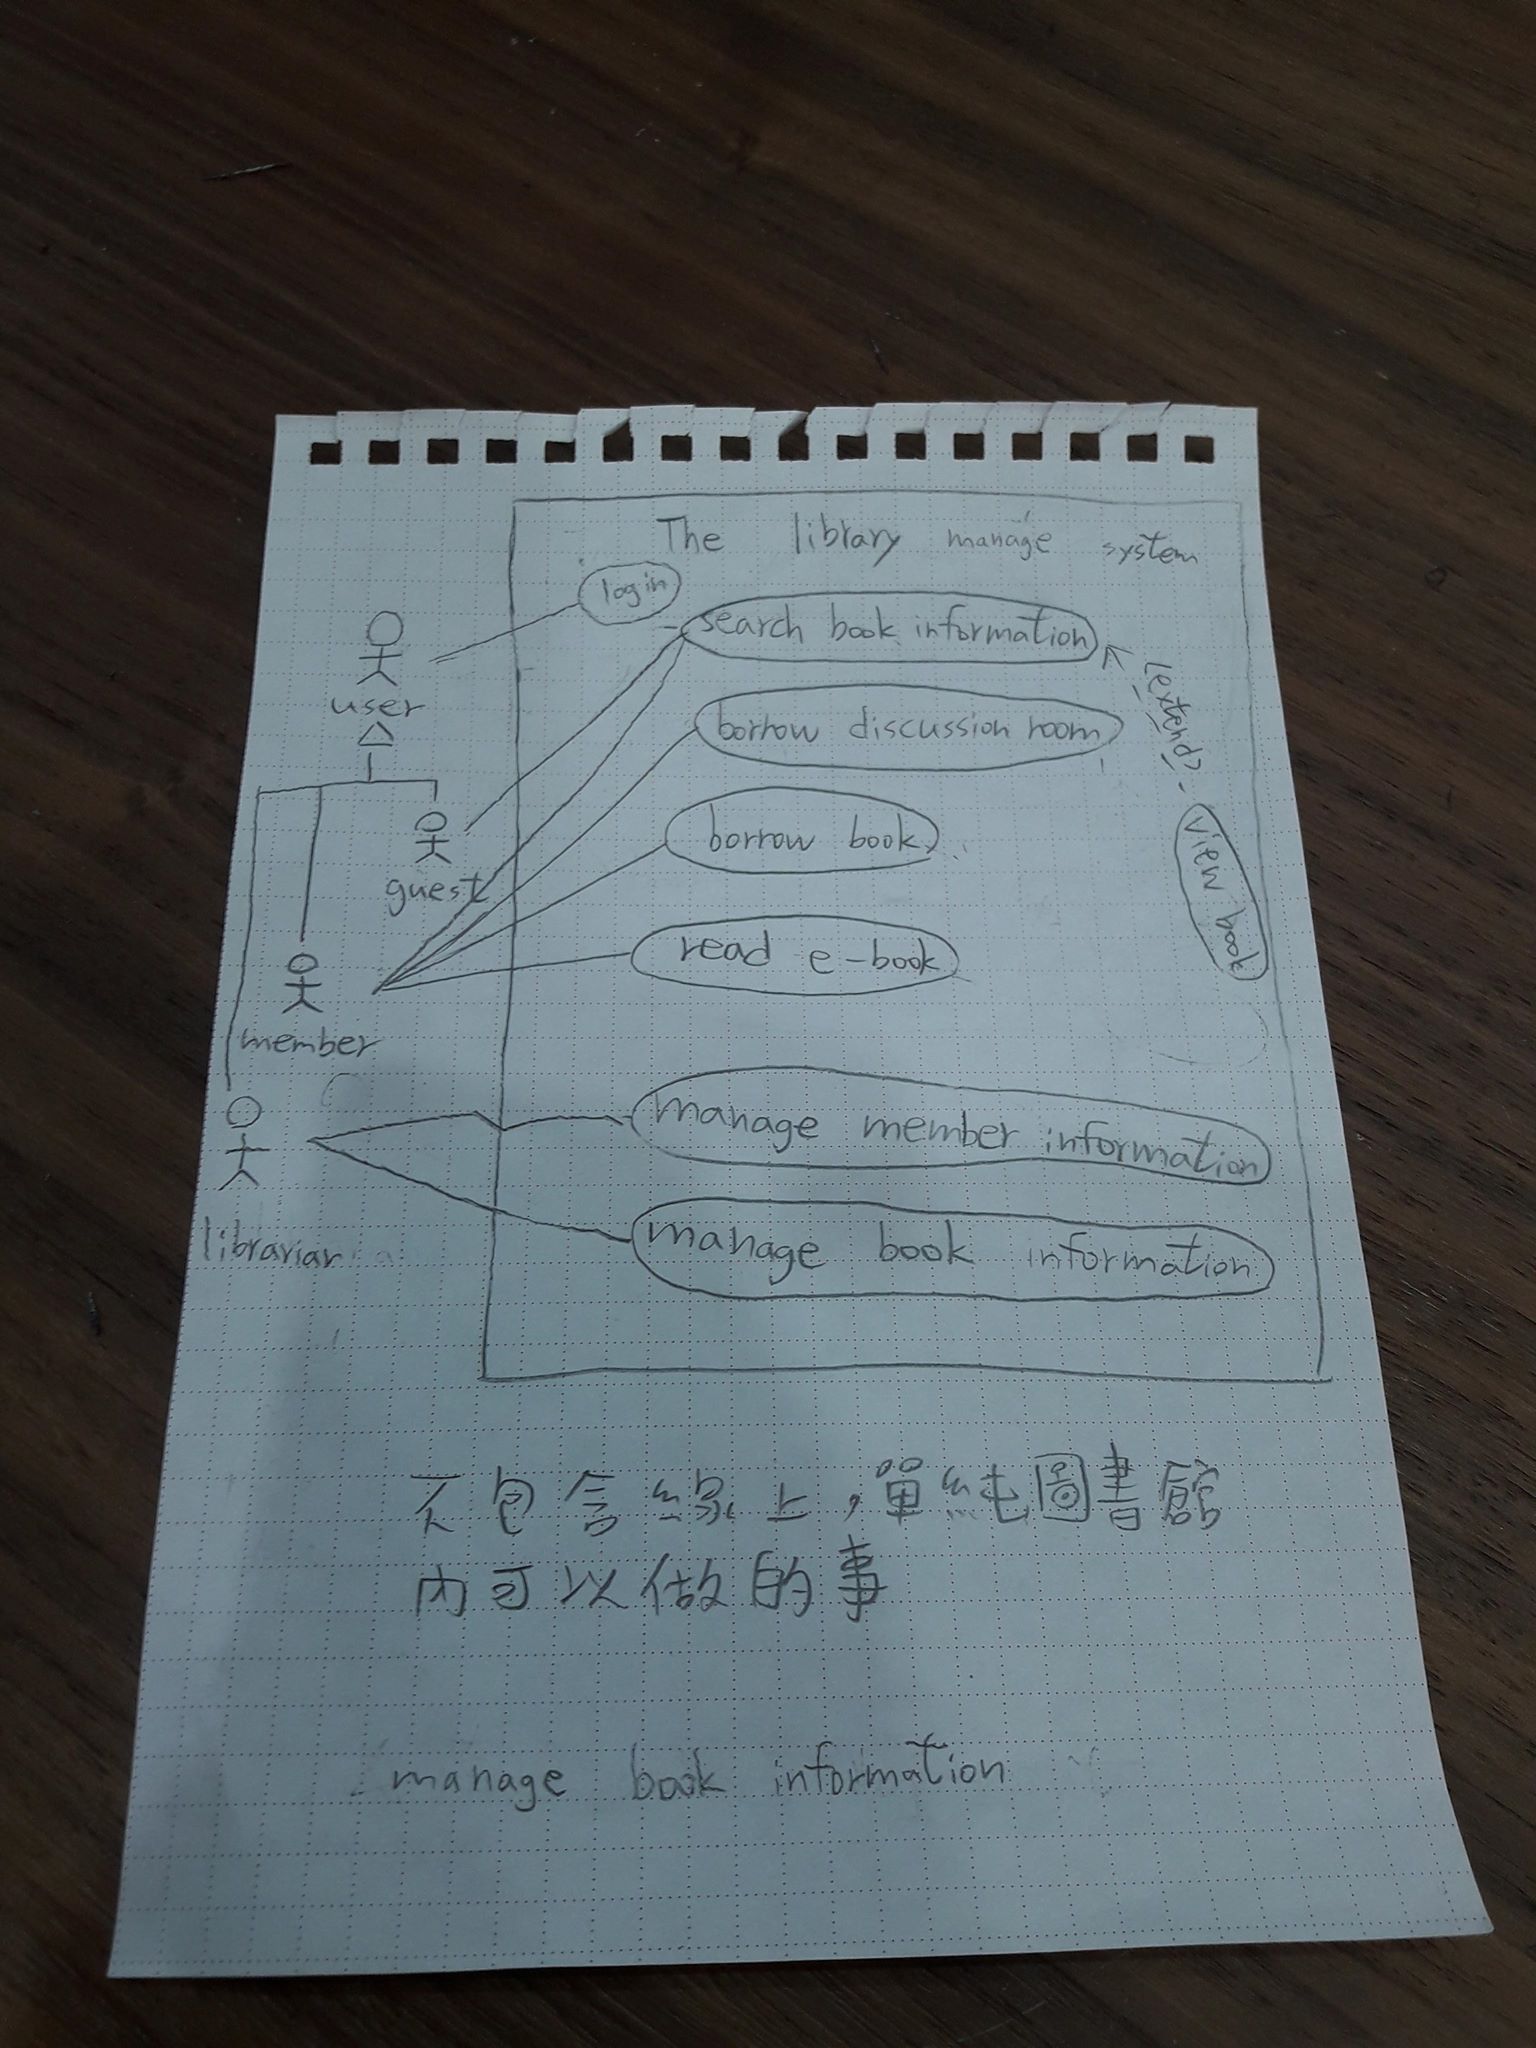 The library manage system
login
search book information
user
<extend>
borrow discussion room
guest
borrow book
view book
read e-book
member
manage member information
librariar
manage book information
不包含線上，單純圖書館
內可以做的事
manage book information